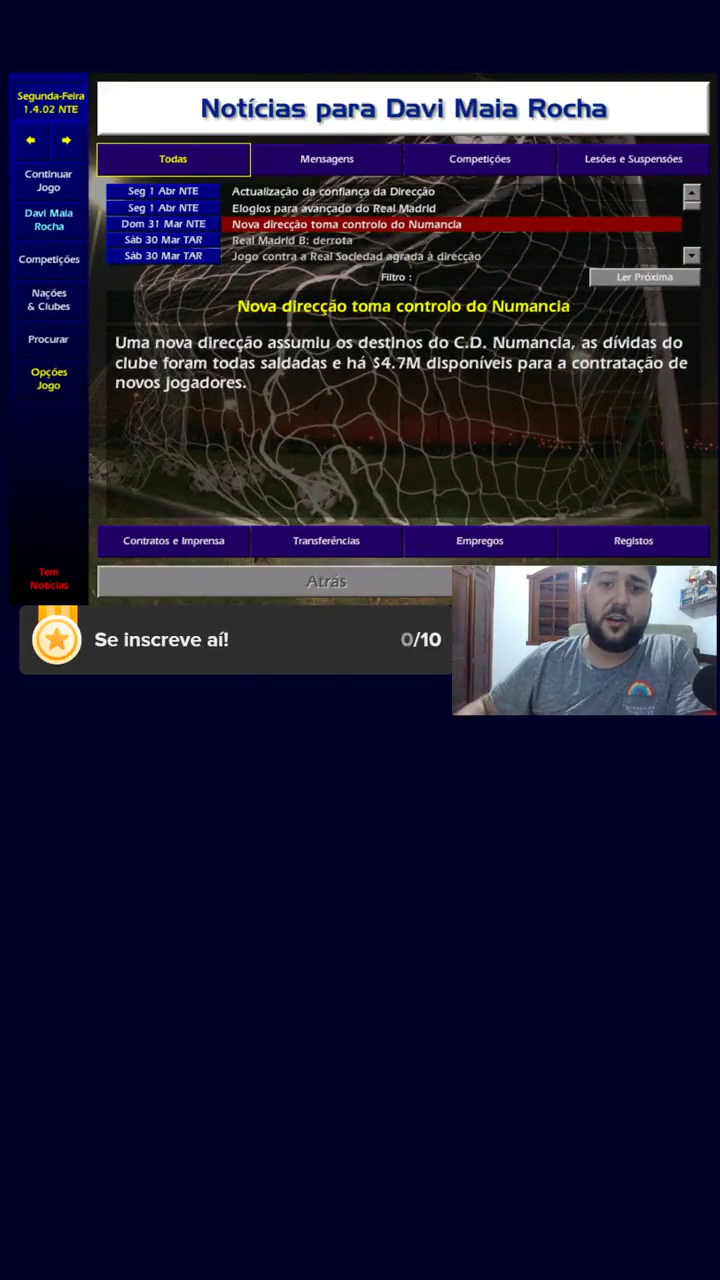 Segunda-Feira
1.4.02 NTE
Notícias para Davi Maia Rocha
Continuar
Jogo
Davi Maia
Rocha
Competições
Nações
& Clubes
Procurar
Opções
Jogo
Tem
Notícias
Todas
Mensagens
Competições
Lesões e Suspensões
Seg 1 Abr NTE Actualização da confiança da Direcção
Seg 1 Abr NTE Elogios para avançado do Real Madrid
Dom 31 Mar NTE Nova direcção toma controlo do Numancia
Sáb 30 Mar TAR Real Madrid B: derrota
Sáb 30 Mar TAR Jogo contra a Real Sociedad agrada à direcção
Filtro :
Ler Próxima
Nova direcção toma controlo do Numancia
Uma nova direcção assumiu os destinos do C.D. Numancia, as dívidas do
clube foram todas saldadas e há $4.7M disponíveis para a contratação de
novos jogadores.
Contratos e Imprensa
Transferências
Empregos
Registos
Atrás
Se inscreve aí!
0/10